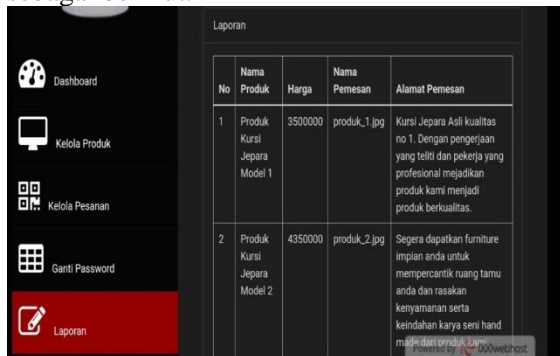 Laporan
Dashboard
Kelola Produk
Kelola Pesanan
Ganti Password
Laporan
No
Nama
Produk
Harga
Nama
Pemesan
Alamat Pemesan
1
Produk
Kursi
Jepara
Model 1
3500000
produk_1.jpg
Kursi Jepara Asli kualitas
no 1. Dengan pengerjaan
yang teliti dan pekerja yang
profesional mejadikan
produk kami menjadi
produk berkualitas.
2
Produk
Kursi
Jepara
Model 2
4350000
produk_2.jpg
Segera dapatkan furniture
impian anda untuk
mempercantik ruang tamu
anda dan rasakan
kenyamanan serta
keindahan karya seni hand
made dari produk kami
Powered by 000webhost